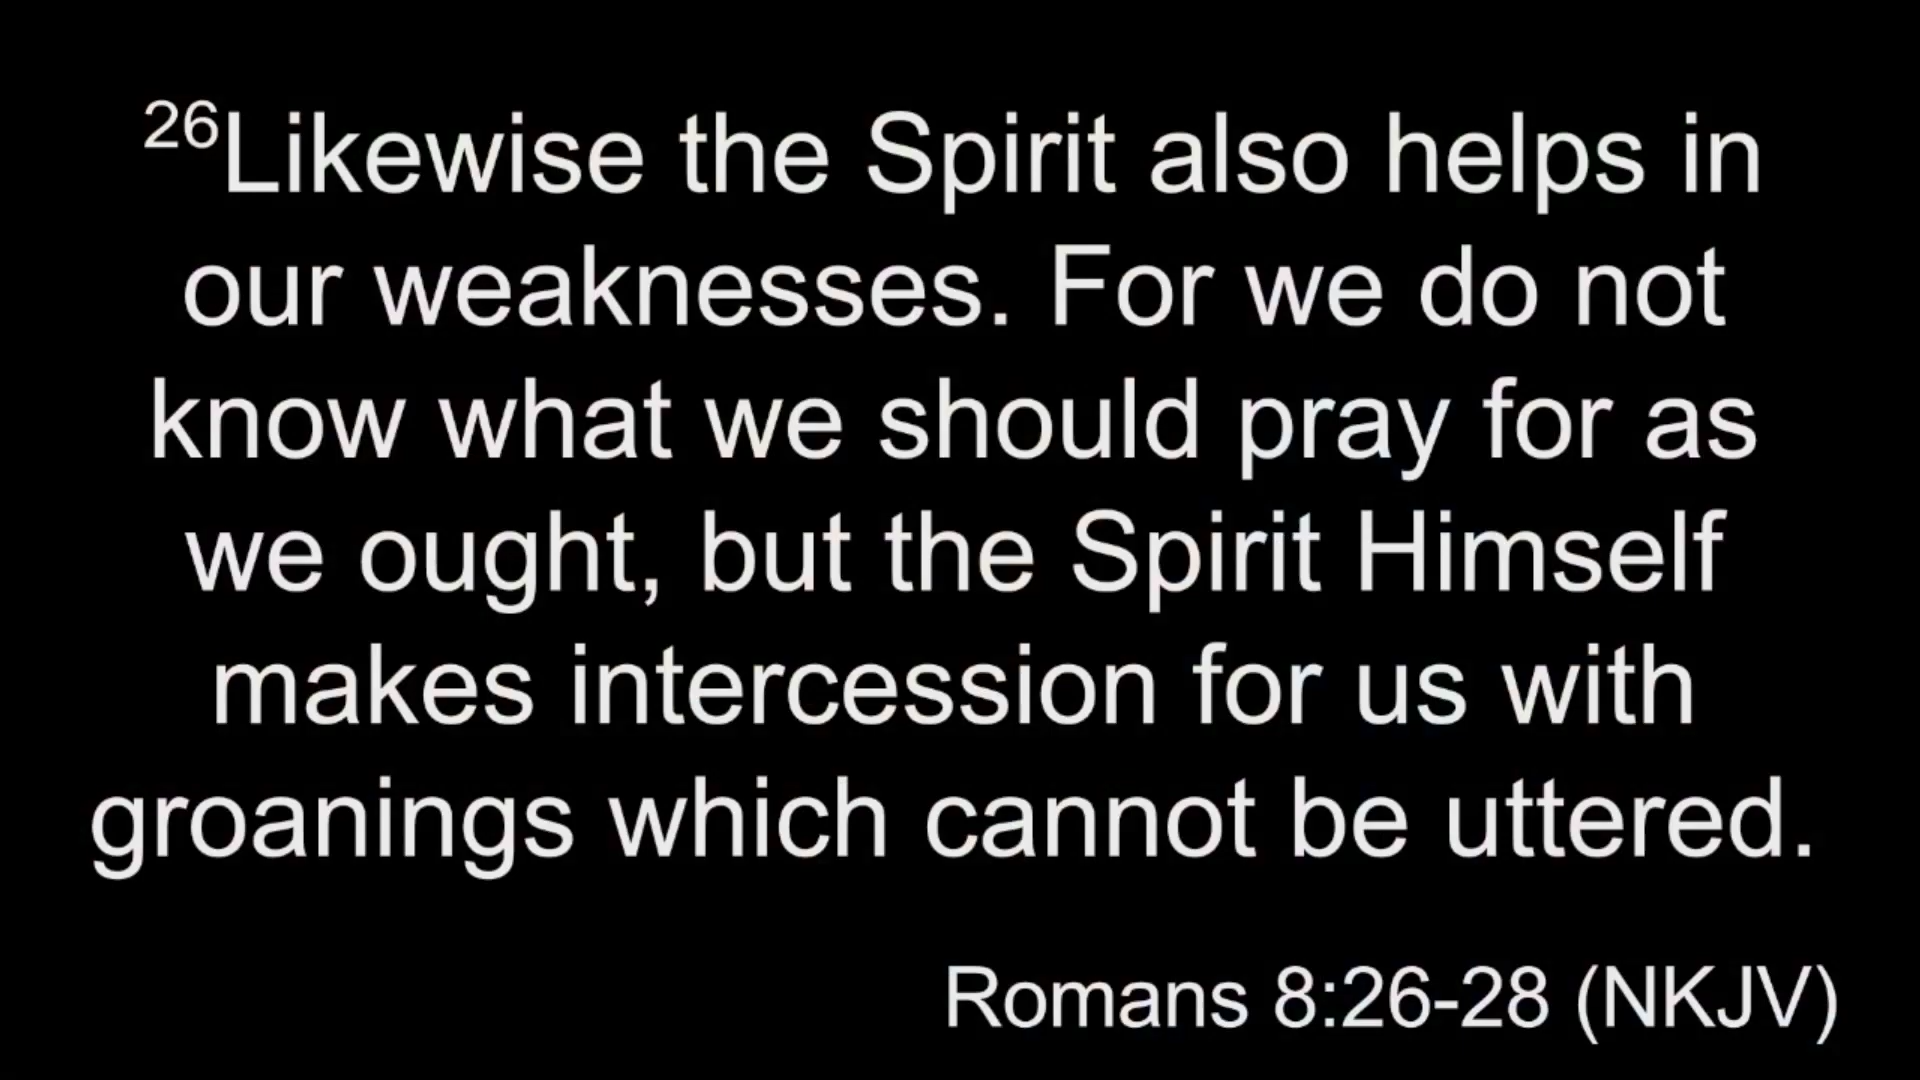 26Likewise the Spirit also helps in
our weaknesses. For we do not
know what we should pray for as
we ought, but the Spirit Himself
makes intercession for us with
groanings which cannot be uttered.
Romans 8:26-28 (NKJV)